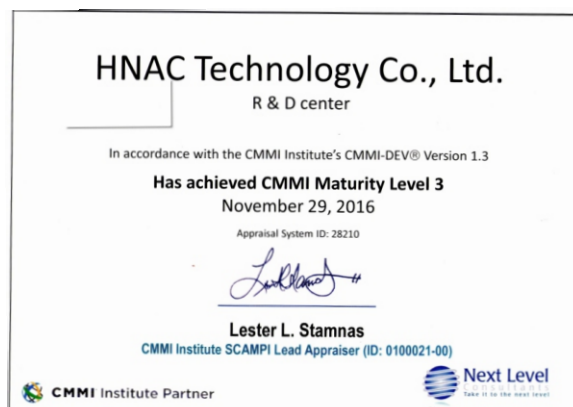 HNAC Technology Co., Ltd.
R & D center
In accordance with the CMMI Institute's CMMI-DEV® Version 1.3
Has achieved CMMI Maturity Level 3
November 29, 2016
Appraisal System ID: 28210
Lester L. Stamnas
CMMI Institute SCAMPI Lead Appraiser (ID: 0100021-00)
CMMI Institute Partner
Next Level
Consultants
Take it to the next level